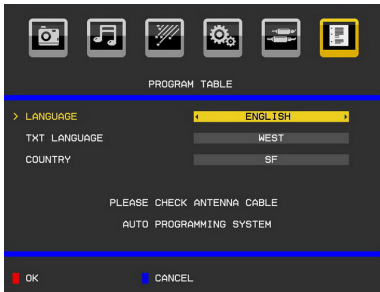 PROGRAM TABLE
> LANGUAGE ENGLISH
TXT LANGUAGE WEST
COUNTRY SF
PLEASE CHECK ANTENNA CABLE
AUTO PROGRAMMING SYSTEM
OK CANCEL